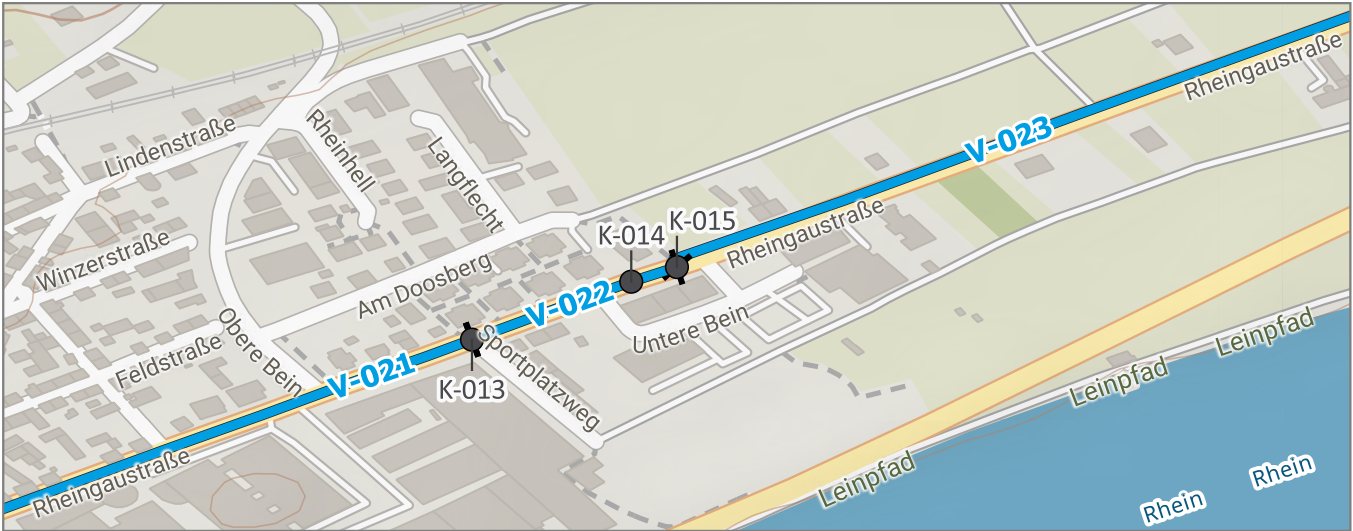 Rheingaustraße
V-023
Lindenstraße
Rheinhell
Langflecht
K-015
K-014
Rheingaustraße
Winzerstraße
Am Doosberg
V-022
Obere Bein
Untere Bein
Sportplatzweg
Feldstraße
V-021
K-013
Leinpfad
Leinpfad
Rheingaustraße
Leinpfad
Rhein
Rhein